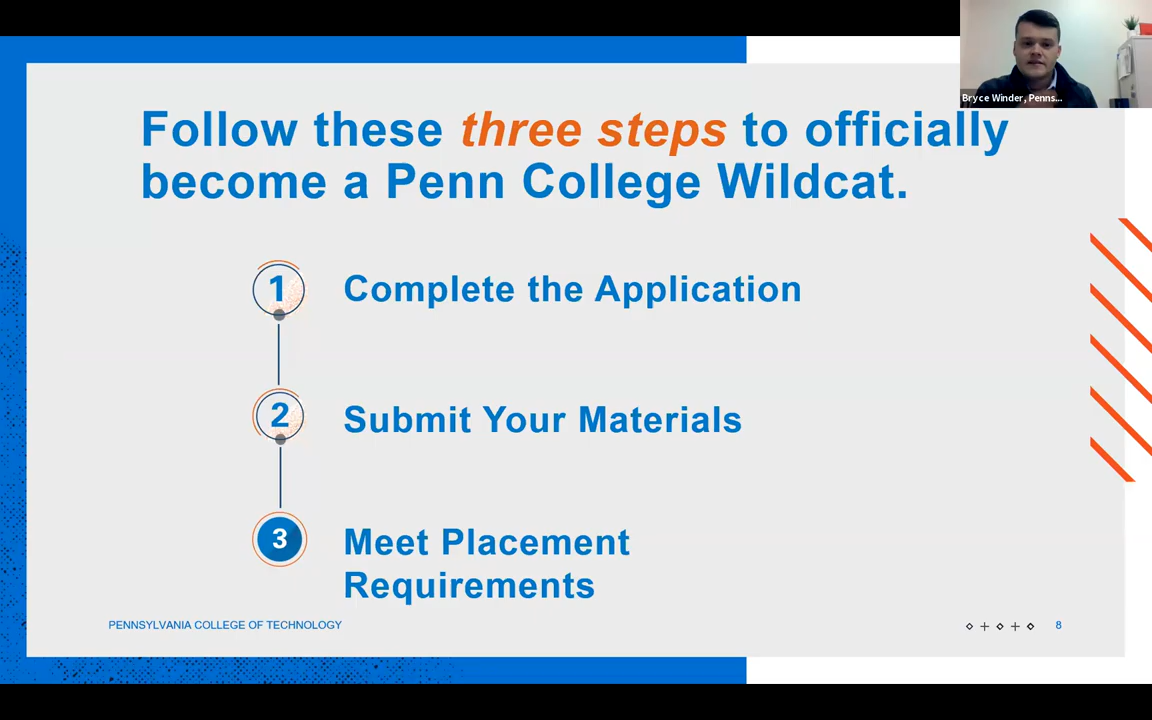 Bryce Winder, Penns...
Follow these three steps to officially
become a Penn College Wildcat.
1
Complete the Application
2
Submit Your Materials
3
Meet Placement
Requirements
PENNSYLVANIA COLLEGE OF TECHNOLOGY
8